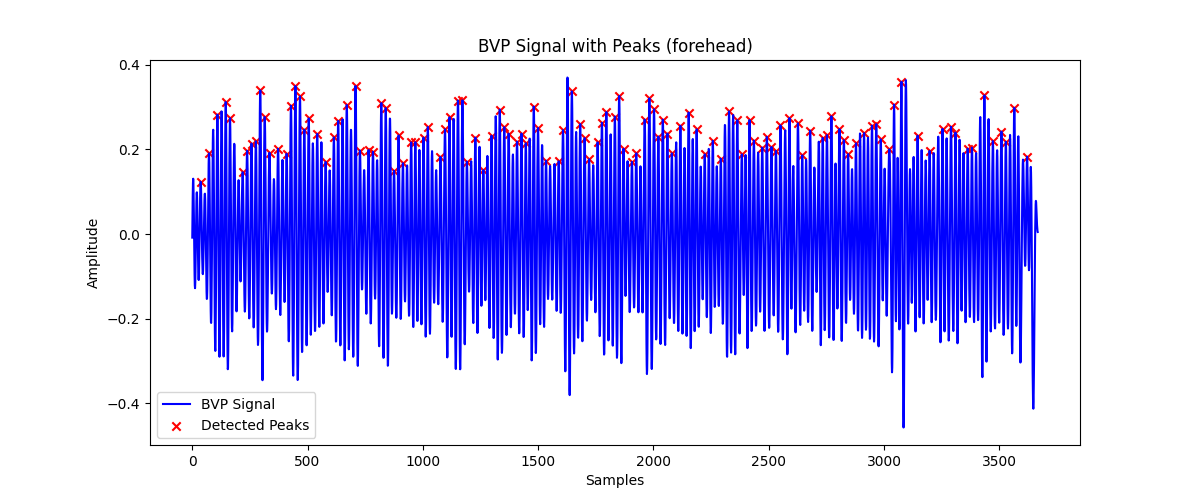 BVP Signal with Peaks (forehead)
0.4
0.2
0.0
−0.2
−0.4
Amplitude
BVP Signal
Detected Peaks
0 500 1000 1500 2000 2500 3000 3500
Samples